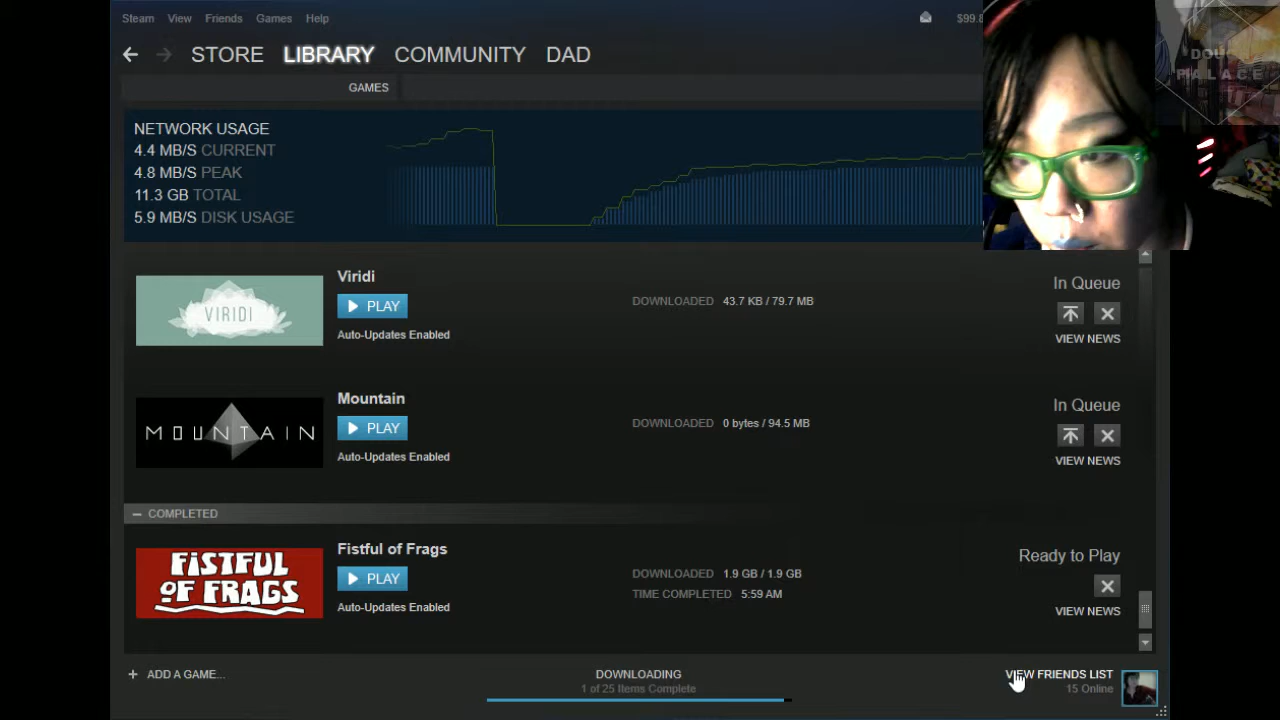 Steam View Friends Games Help
$99.8
STORE LIBRARY COMMUNITY DAD
GAMES
NETWORK USAGE
4.4 MB/S CURRENT
4.8 MB/S PEAK
11.3 GB TOTAL
5.9 MB/S DISK USAGE
PALACE
Viridi
VIRIDI
PLAY
Auto-Updates Enabled
DOWNLOADED 43.7 KB / 79.7 MB
In Queue
VIEW NEWS
Mountain
MOUNTAIN
PLAY
Auto-Updates Enabled
DOWNLOADED 0 bytes / 94.5 MB
In Queue
VIEW NEWS
COMPLETED
Fistful of Frags
FISTFUL
OF FRAGS
PLAY
Auto-Updates Enabled
DOWNLOADED 1.9 GB / 1.9 GB
TIME COMPLETED 5:59 AM
Ready to Play
VIEW NEWS
+ ADD A GAME...
DOWNLOADING
1 of 25 Items Complete
VIEW FRIENDS LIST
15 Online